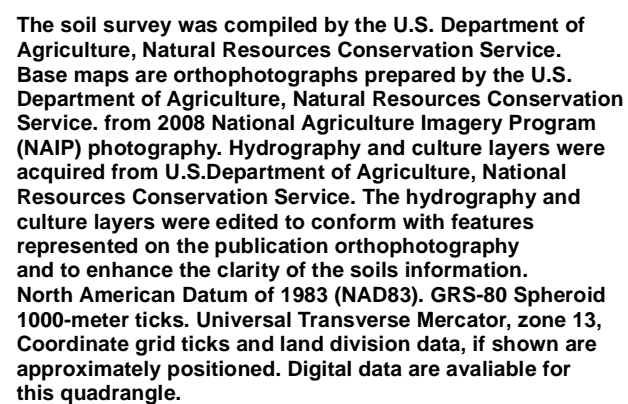 The soil survey was compiled by the U.S. Department of
Agriculture, Natural Resources Conservation Service.
Base maps are orthophotographs prepared by the U.S.
Department of Agriculture, Natural Resources Conservation
Service. from 2008 National Agriculture Imagery Program
(NAIP) photography. Hydrography and culture layers were
acquired from U.S.Department of Agriculture, National
Resources Conservation Service. The hydrography and
culture layers were edited to conform with features
represented on the publication orthophotography
and to enhance the clarity of the soils information.
North American Datum of 1983 (NAD83). GRS-80 Spheroid
1000-meter ticks. Universal Transverse Mercator, zone 13,
Coordinate grid ticks and land division data, if shown are
approximately positioned. Digital data are avaliable for
this quadrangle.